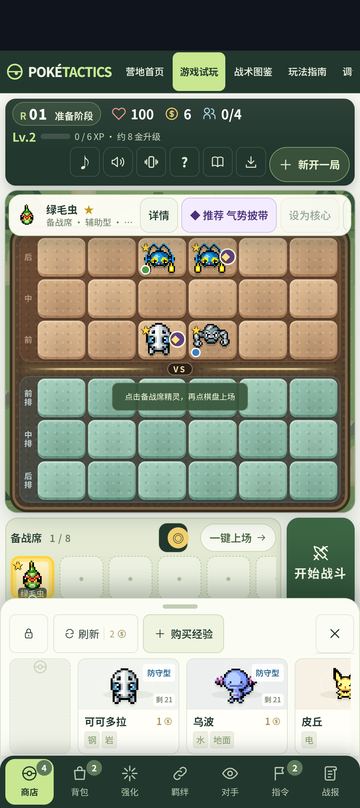 POKÉTACTICS 营地首页 游戏试玩 战术图鉴 玩法指南 调
R 01 准备阶段 100 6 0/4
Lv.2 0 / 6 XP · 约 8 金升级
? 新开一局
绿毛虫 ★
备战席 · 辅助型 · ···
详情 推荐 气势披带 设为核心
后
中
前
VS
前排
点击备战席精灵，再点棋盘上场
中排
后排
备战席 1 / 8 一键上场 →
开始战斗
绿毛虫
刷新 2 $ + 购买经验 ×
防守型 防守型
剩 21 剩 21
可可多拉 1 $ 乌波 1 $ 皮丘
钢 岩 水 地面 电
4 2 2
商店 背包 强化 羁绊 对手 指令 战报